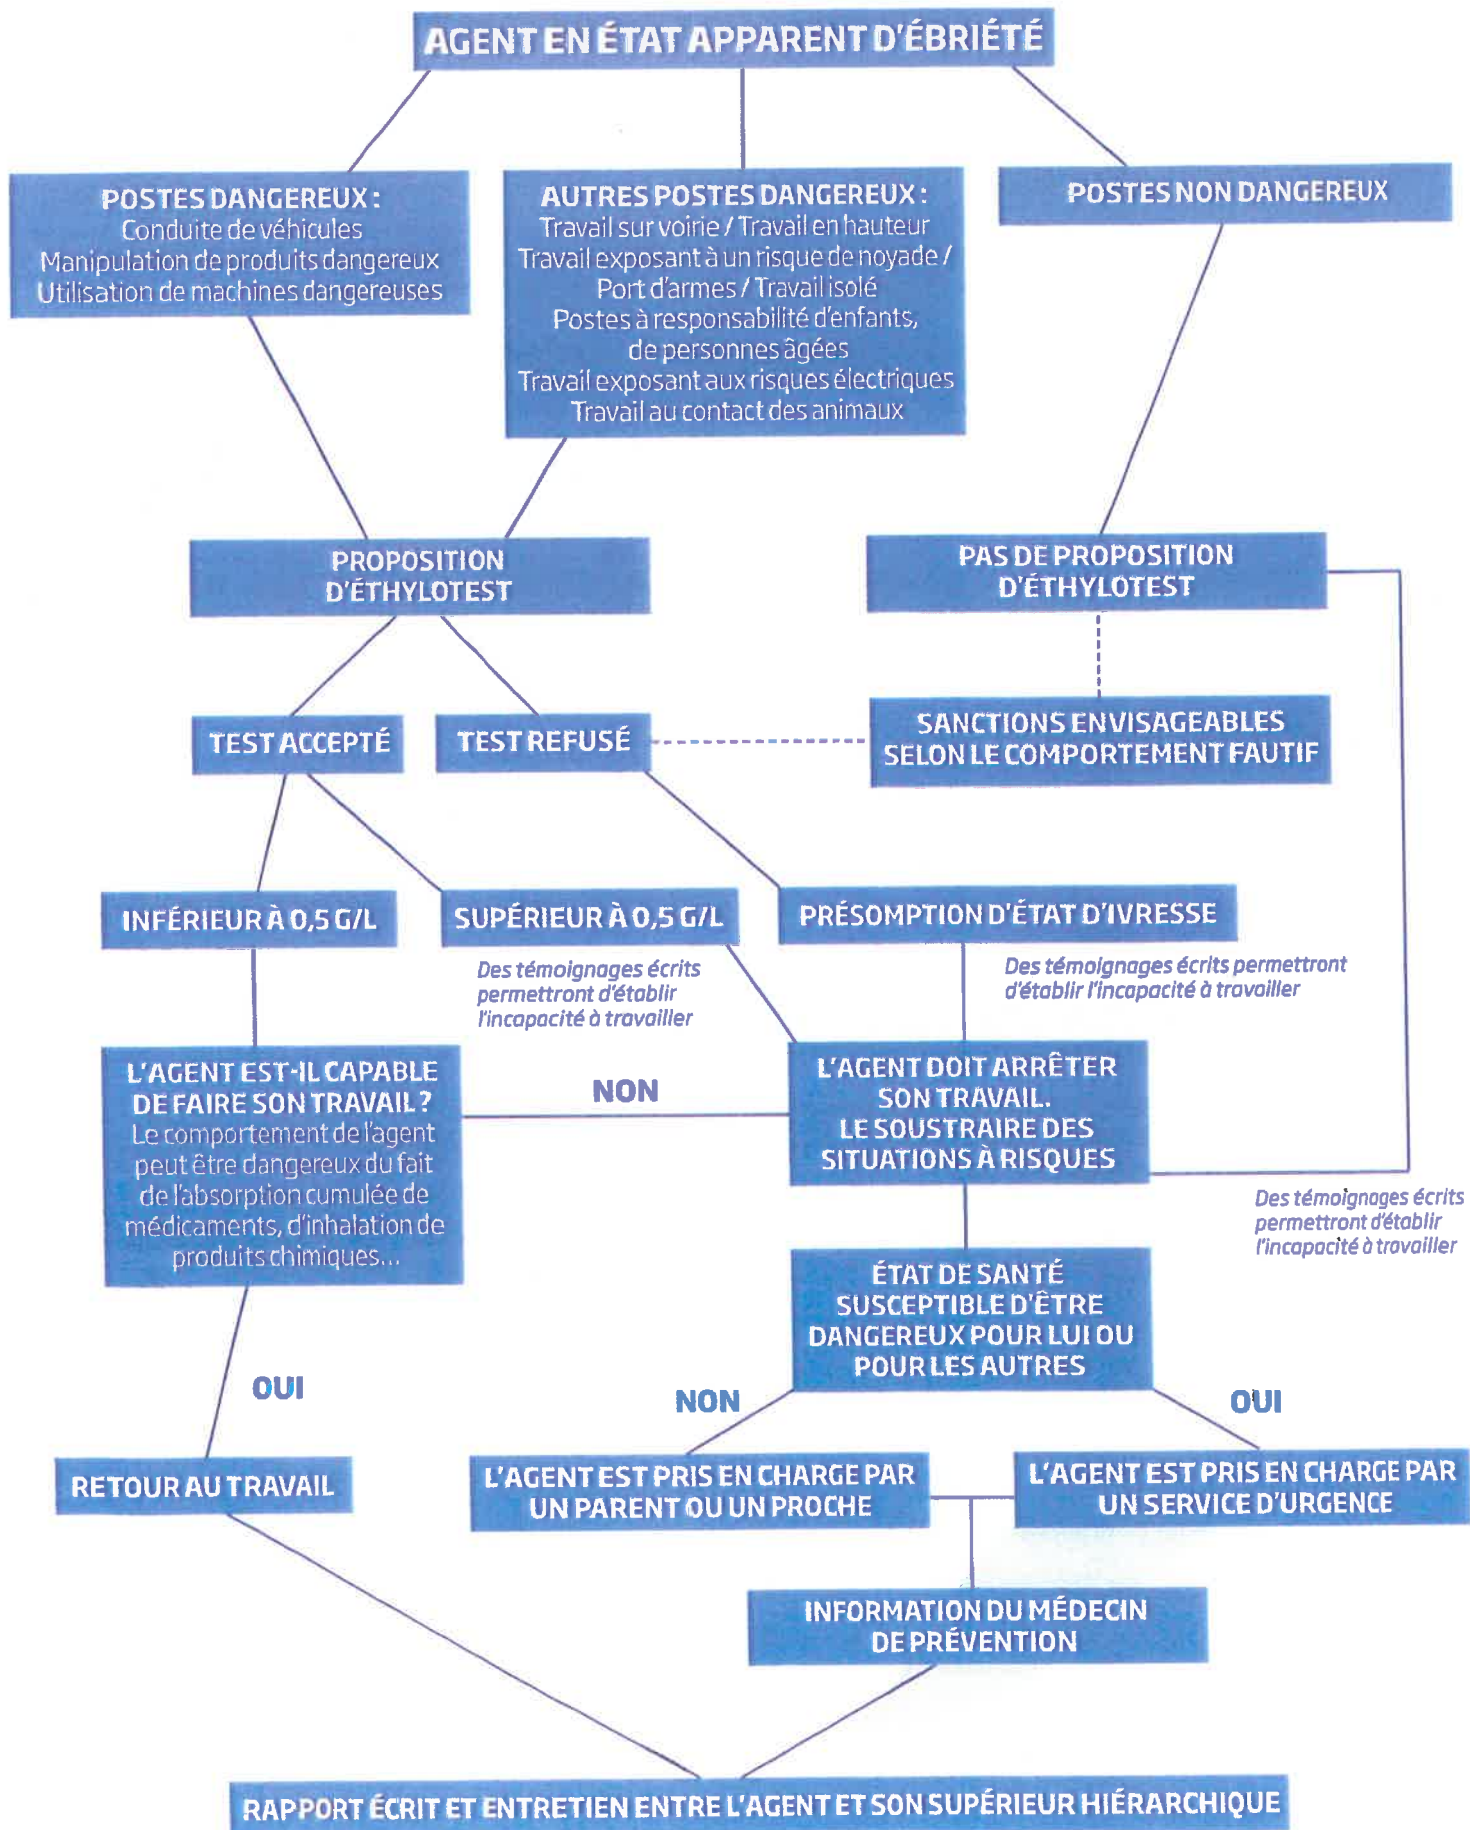 AGENT EN ÉTAT APPARENT D'ÉBRIÉTÉ
POSTES DANGEREUX :
Conduite de véhicules
Manipulation de produits dangereux
Utilisation de machines dangereuses
AUTRES POSTES DANGEREUX :
Travail sur voirie / Travail en hauteur
Travail exposant à un risque de noyade /
Port d'armes / Travail isolé
Postes à responsabilité d'enfants,
de personnes âgées
Travail exposant aux risques électriques
Travail au contact des animaux
POSTES NON DANGEREUX
PROPOSITION
D'ÉTHYLOTEST
PAS DE PROPOSITION
D'ÉTHYLOTEST
TEST ACCEPTÉ
TEST REFUSÉ
SANCTIONS ENVISAGEABLES
SELON LE COMPORTEMENT FAUTIF
INFÉRIEUR À 0,5 G/L
SUPÉRIEUR À 0,5 G/L
PRÉSOMPTION D'ÉTAT D'IVRESSE
Des témoignages écrits
permettront d'établir
l'incapacité à travailler
Des témoignages écrits permettront
d'établir l'incapacité à travailler
L'AGENT EST-IL CAPABLE
DE FAIRE SON TRAVAIL ?
Le comportement de l'agent
peut être dangereux du fait
de l'absorption cumulée de
médicaments, d'inhalation de
produits chimiques...
NON
L'AGENT DOIT ARRÊTER
SON TRAVAIL.
LE SOUSTRAIRE DES
SITUATIONS À RISQUES
Des témoignages écrits
permettront d'établir
l'incapacité à travailler
ÉTAT DE SANTÉ
SUSCEPTIBLE D'ÊTRE
DANGEREUX POUR LUI OU
POUR LES AUTRES
OUI
NON
OUI
RETOUR AU TRAVAIL
L'AGENT EST PRIS EN CHARGE PAR
UN PARENT OU UN PROCHE
L'AGENT EST PRIS EN CHARGE PAR
UN SERVICE D'URGENCE
INFORMATION DU MÉDECIN
DE PRÉVENTION
RAPPORT ÉCRIT ET ENTRETIEN ENTRE L'AGENT ET SON SUPÉRIEUR HIÉRARCHIQUE